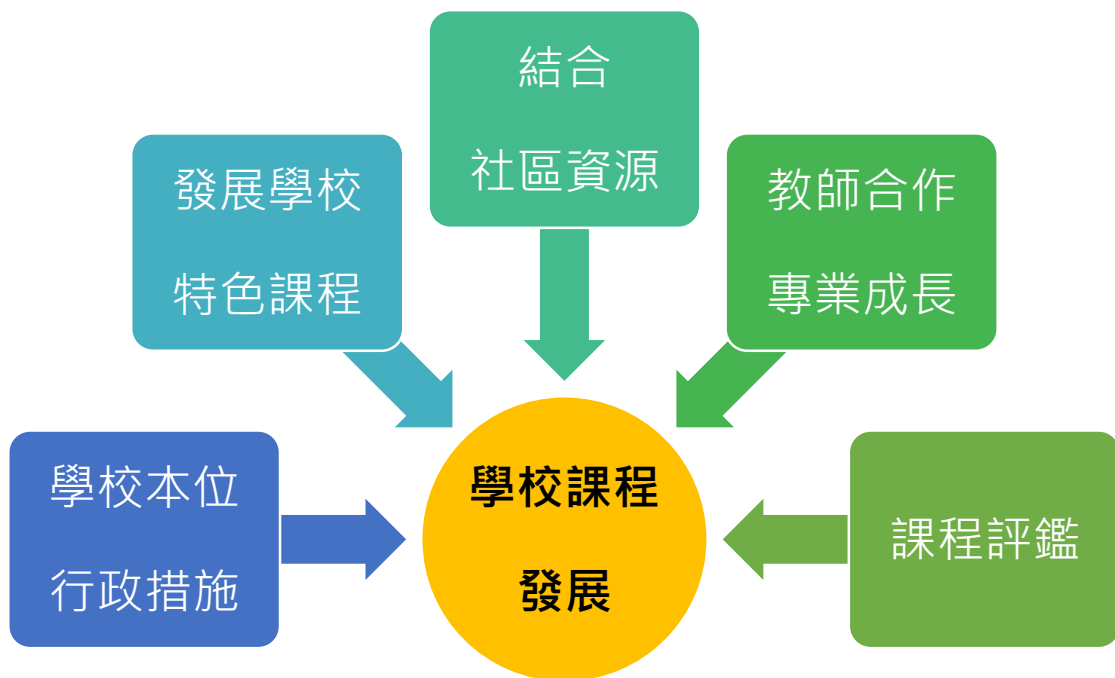 結合
社區資源
發展學校
特色課程
教師合作
專業成長
學校本位
行政措施
學校課程
發展
課程評鑑